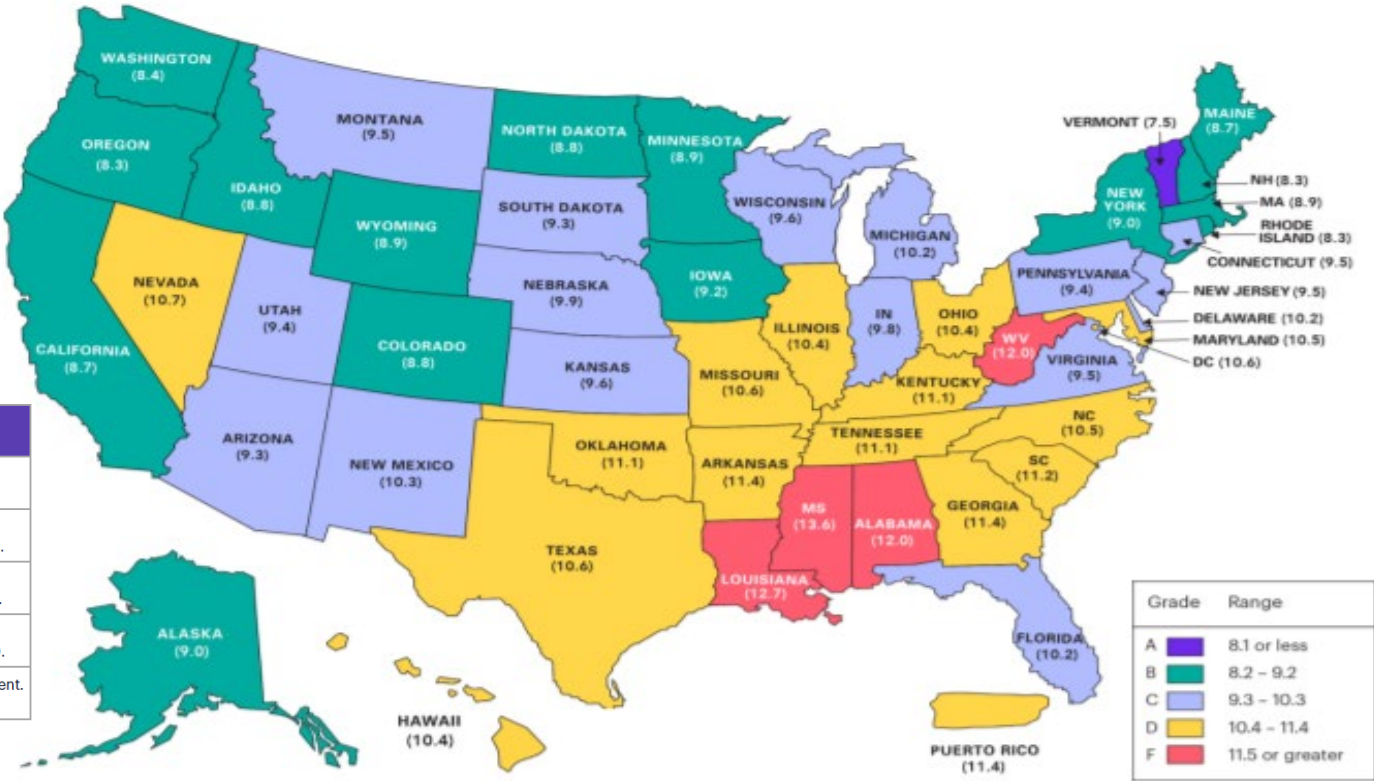 WASHINGTON
(8.4)
OREGON
(8.3)
CALIFORNIA
(8.7)
NEVADA
(10.7)
IDAHO
(8.8)
MONTANA
(9.5)
WYOMING
(8.9)
UTAH
(9.4)
COLORADO
(8.8)
ARIZONA
(9.3)
NEW MEXICO
(10.3)
NORTH DAKOTA
(8.8)
SOUTH DAKOTA
(9.3)
NEBRASKA
(9.9)
KANSAS
(9.6)
OKLAHOMA
(11.1)
TEXAS
(10.6)
MINNESOTA
(8.9)
IOWA
(9.2)
MISSOURI
(10.6)
ARKANSAS
(11.4)
LOUISIANA
(12.7)
WISCONSIN
(9.6)
ILLINOIS
(10.4)
MICHIGAN
(10.2)
IN
(9.8)
OHIO
(10.4)
KENTUCKY
(11.1)
TENNESSEE
(11.1)
MS
(13.6)
ALABAMA
(12.0)
GEORGIA
(11.4)
FLORIDA
(10.2)
SC
(11.2)
NC
(10.5)
VIRGINIA
(9.5)
WV
(12.0)
PENNSYLVANIA
(9.4)
NEW
YORK
(9.0)
VERMONT (7.5)
MAINE
(8.7)
NH (8.3)
MA (8.9)
RHODE
ISLAND (8.3)
CONNECTICUT (9.5)
NEW JERSEY (9.5)
DELAWARE (10.2)
MARYLAND (10.5)
DC (10.6)
ALASKA
(9.0)
HAWAII
(10.4)
PUERTO RICO
(11.4)
Grade Range
A 8.1 or less
B 8.2 – 9.2
C 9.3 – 10.3
D 10.4 – 11.4
F 11.5 or greater
ent.